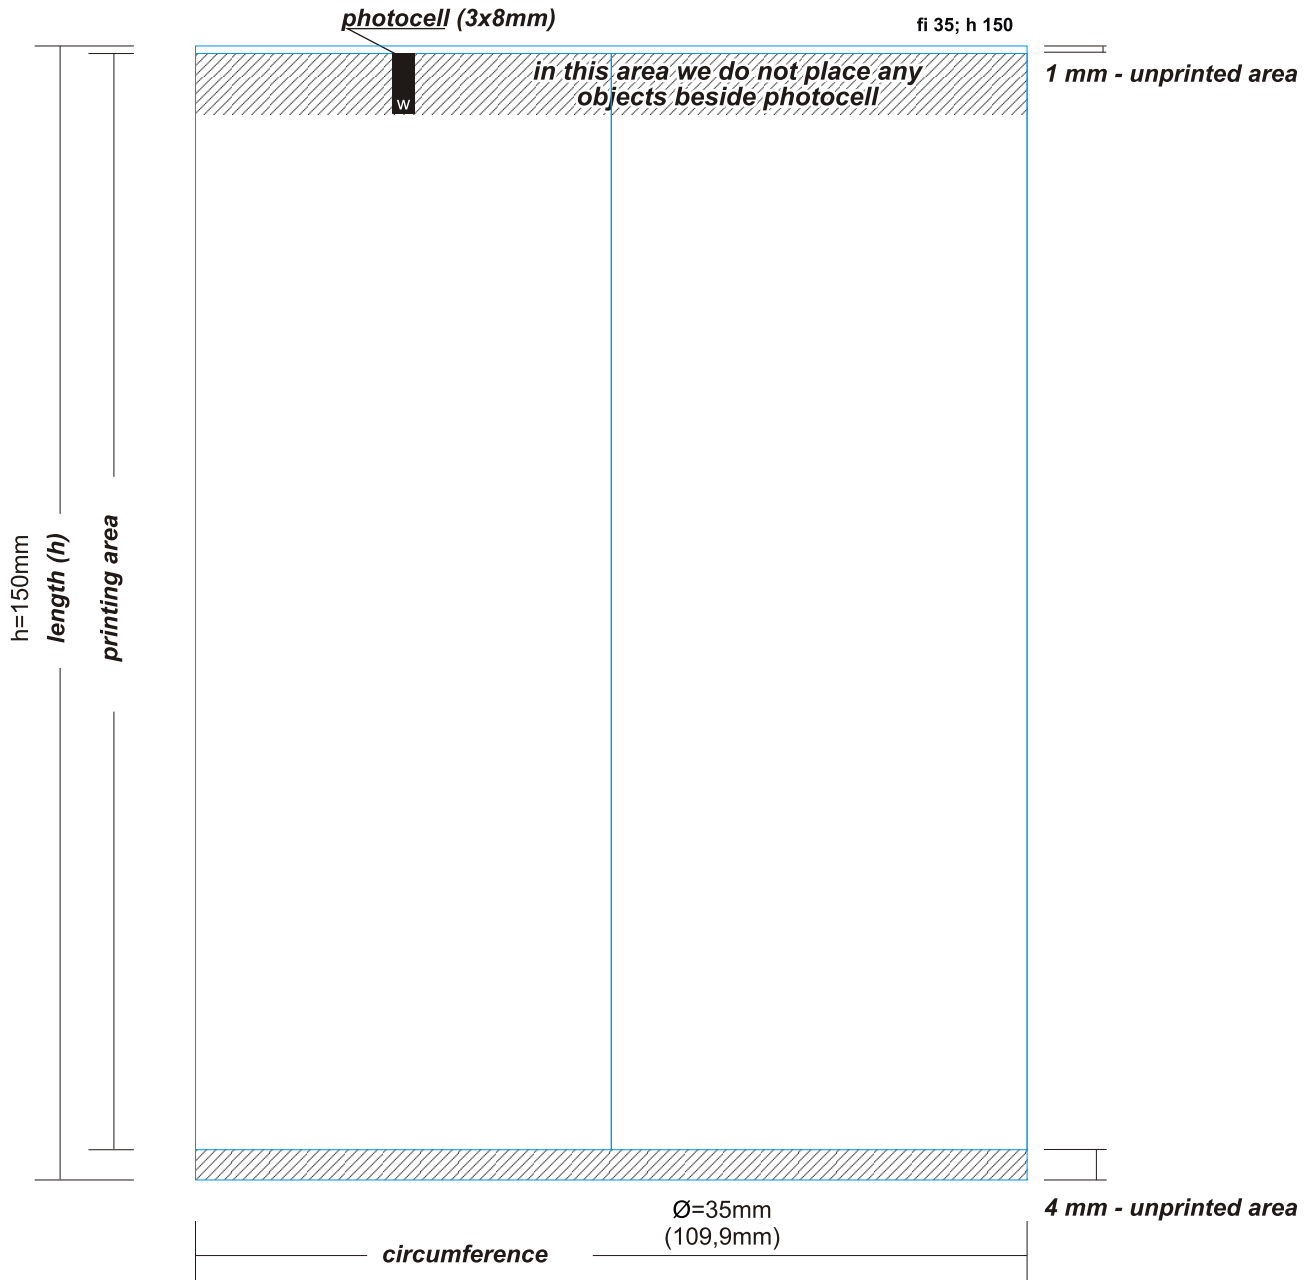 photocell (3x8mm)
fi 35; h 150
1 mm - unprinted area
in this area we do not place any
objects beside photocell
w
h=150mm
length (h)
printing area
4 mm - unprinted area
Ø=35mm
(109,9mm)
circumference